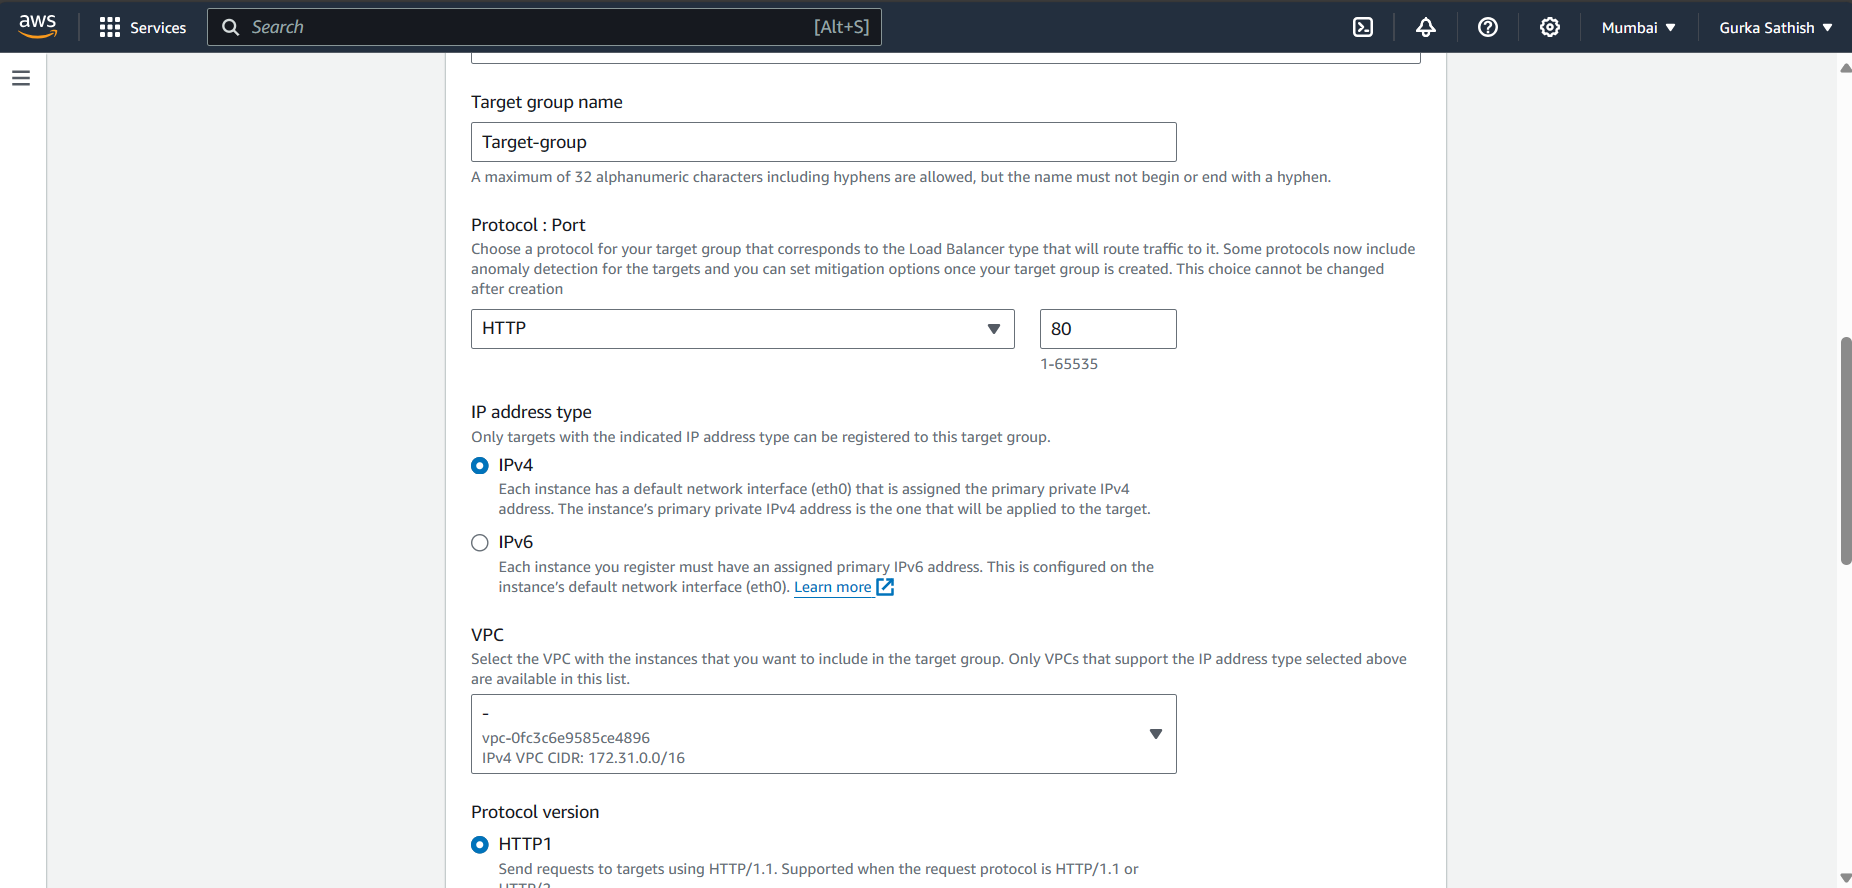 aws
Services
Search
[Alt+S]
Mumbai
Gurka Sathish
Target group name
Target-group
A maximum of 32 alphanumeric characters including hyphens are allowed, but the name must not begin or end with a hyphen.
Protocol : Port
Choose a protocol for your target group that corresponds to the Load Balancer type that will route traffic to it. Some protocols now include
anomaly detection for the targets and you can set mitigation options once your target group is created. This choice cannot be changed
after creation
HTTP
80
1-65535
IP address type
Only targets with the indicated IP address type can be registered to this target group.
IPv4
Each instance has a default network interface (eth0) that is assigned the primary private IPv4
address. The instance's primary private IPv4 address is the one that will be applied to the target.
IPv6
Each instance you register must have an assigned primary IPv6 address. This is configured on the
instance's default network interface (eth0). Learn more
VPC
Select the VPC with the instances that you want to include in the target group. Only VPCs that support the IP address type selected above
are available in this list.
-
vpc-0fc3c6e9585ce4896
IPv4 VPC CIDR: 172.31.0.0/16
Protocol version
HTTP1
Send requests to targets using HTTP/1.1. Supported when the request protocol is HTTP/1.1 or
HTTP/2.